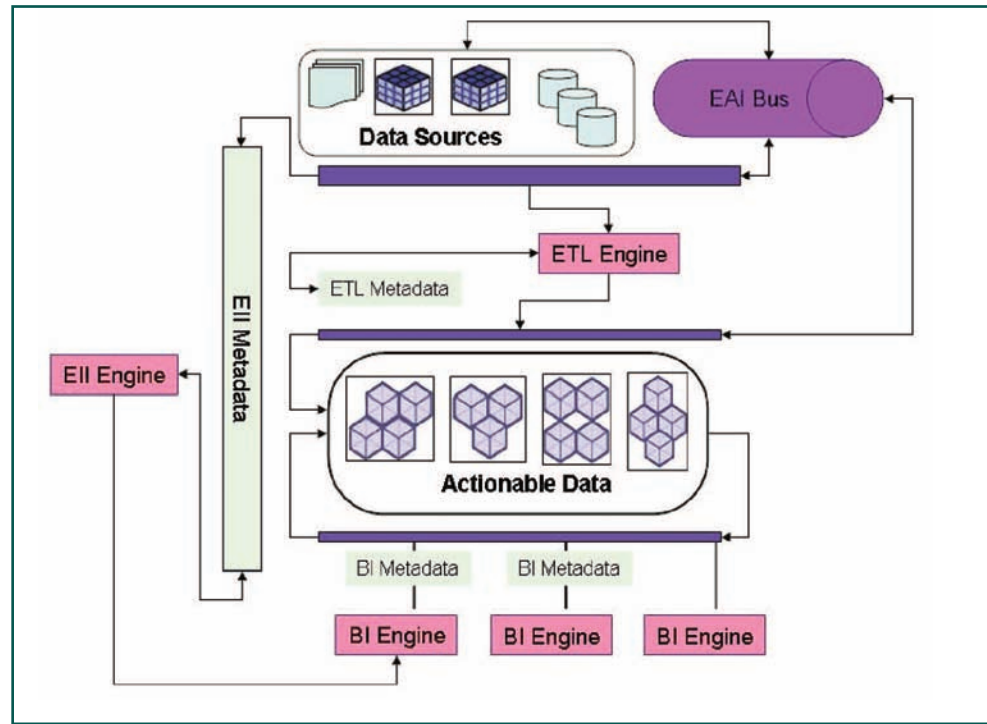 EAI Bus
Data Sources
ETL Engine
ETL Metadata
EII Metadata
EII Engine
Actionable Data
BI Metadata
BI Metadata
BI Engine
BI Engine
BI Engine